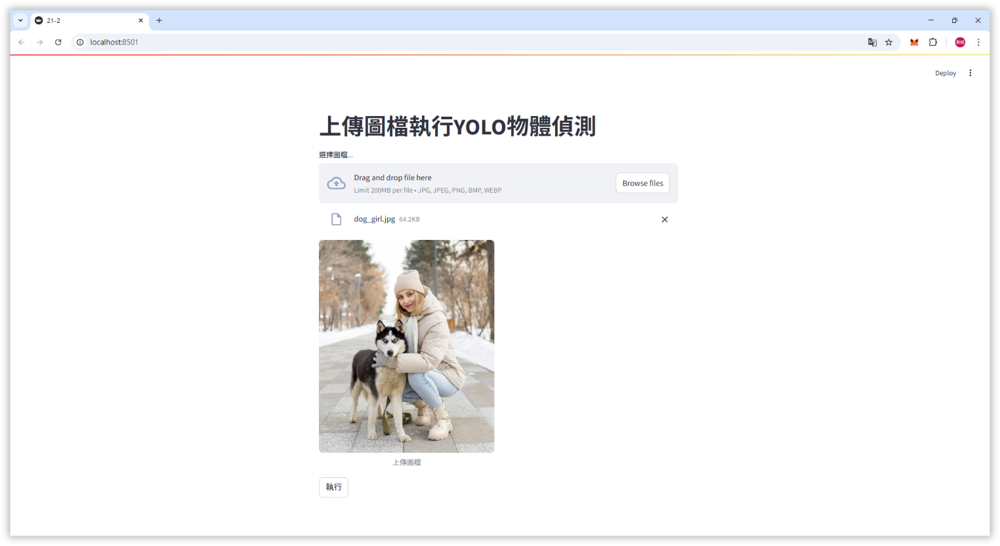 21-2
localhost:8501
Deploy
上傳圖檔執行YOLO物體偵測
選擇圖檔...
Drag and drop file here
Limit 200MB per file • JPG, JPEG, PNG, BMP, WEBP
Browse files
dog_girl.jpg 64.2KB
上傳圖檔
執行